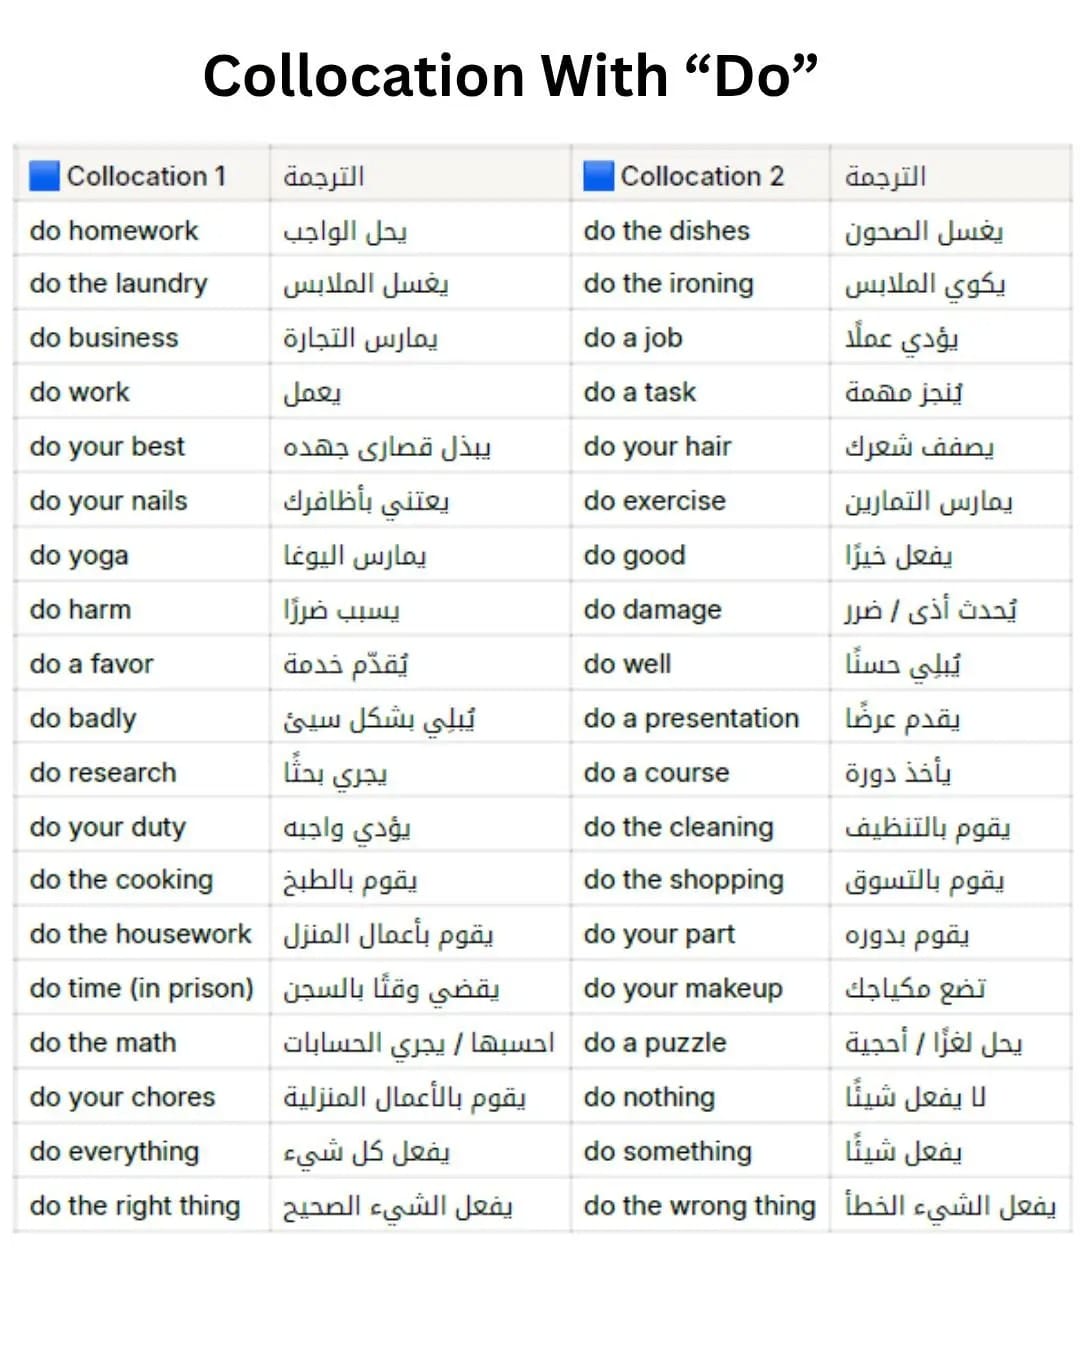 Collocation With “Do”
Collocation 1 الترجمة Collocation 2 الترجمة
do homework يحل الواجب do the dishes يغسل الصحون
do the laundry يغسل الملابس do the ironing يكوي الملابس
do business يمارس التجارة do a job يؤدي عملًا
do work يعمل do a task يُنجز مهمة
do your best يبذل قصارى جهده do your hair يصفف شعرك
do your nails يعتني بأظافرك do exercise يمارس التمارين
do yoga يمارس اليوغا do good يفعل خيرًا
do harm يسبب ضررًا do damage يُحدث أذى / ضرر
do a favor يُقدّم خدمة do well يُبلِي حسنًا
do badly يُبلِي بشكل سيئ do a presentation يقدم عرضًا
do research يجري بحثًا do a course يأخذ دورة
do your duty يؤدي واجبه do the cleaning يقوم بالتنظيف
do the cooking يقوم بالطبخ do the shopping يقوم بالتسوق
do the housework يقوم بأعمال المنزل do your part يقوم بدوره
do time (in prison) يقضي وقتًا بالسجن do your makeup تضع مكياجك
do the math احسبها / يجري الحسابات do a puzzle يحل لغزًا / أحجية
do your chores يقوم بالأعمال المنزلية do nothing لا يفعل شيئًا
do everything يفعل كل شيء do something يفعل شيئًا
do the right thing يفعل الشيء الصحيح do the wrong thing يفعل الشيء الخطأ